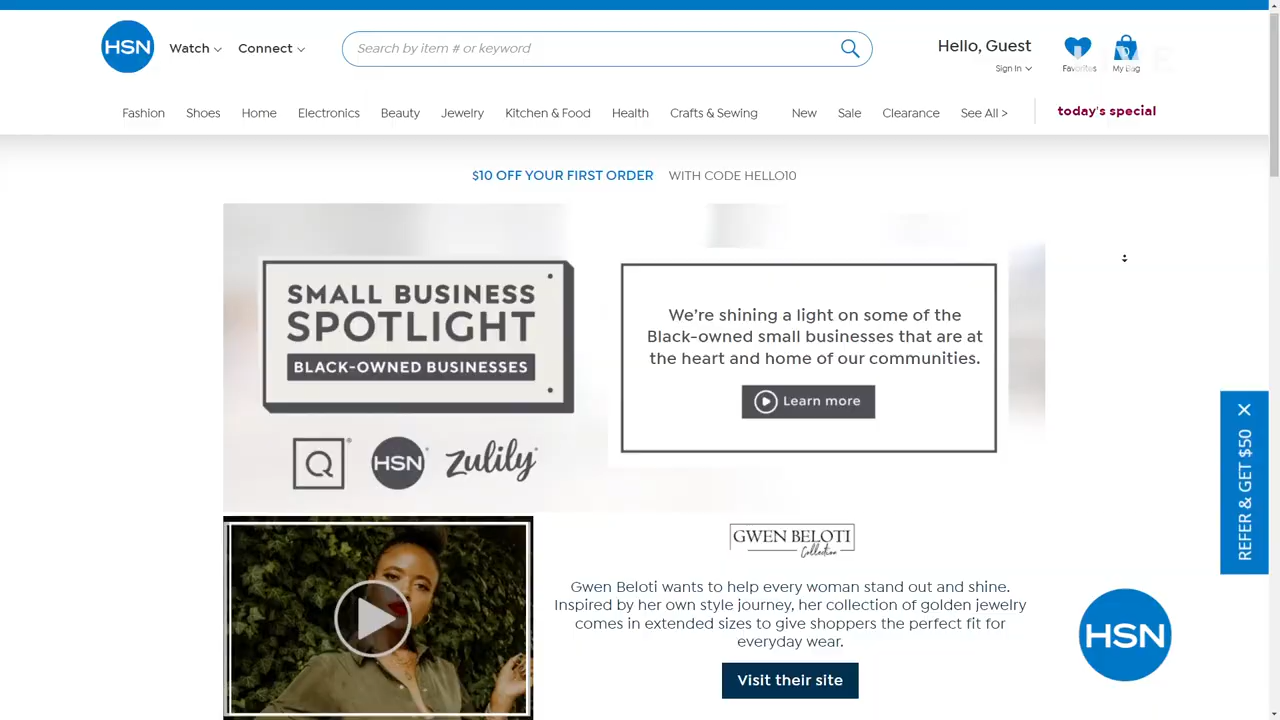 HSN
Watch
Connect
Search by item # or keyword
Hello, Guest
Sign In
Favorites
My Bag
0
Fashion
Shoes
Home
Electronics
Beauty
Jewelry
Kitchen & Food
Health
Crafts & Sewing
New
Sale
Clearance
See All >
today's special
$10 OFF YOUR FIRST ORDER WITH CODE HELLO10
SMALL BUSINESS
SPOTLIGHT
BLACK-OWNED BUSINESSES
Q HSN zulily
We're shining a light on some of the
Black-owned small businesses that are at
the heart and home of our communities.
Learn more
GWEN BELOTI
Collection
Gwen Beloti wants to help every woman stand out and shine.
Inspired by her own style journey, her collection of golden jewelry
comes in extended sizes to give shoppers the perfect fit for
everyday wear.
Visit their site
REFER & GET $50
HSN